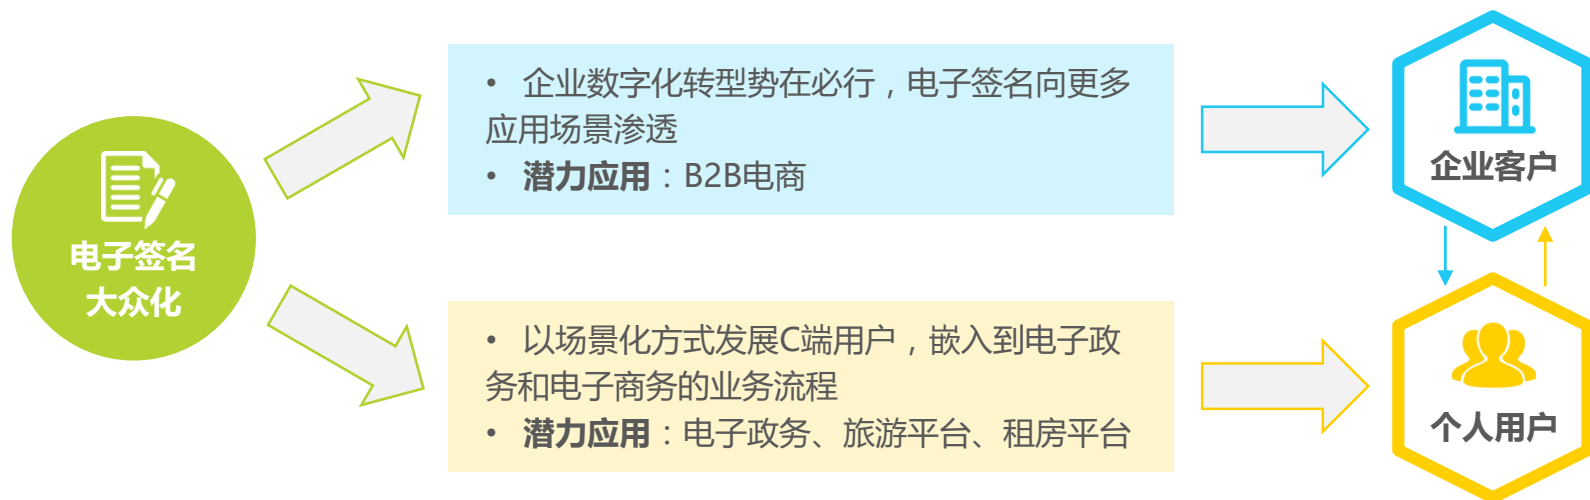 电子签名
大众化
• 企业数字化转型势在必行，电子签名向更多
应用场景渗透
• 潜力应用：B2B电商
企业客户
• 以场景化方式发展C端用户，嵌入到电子政
务和电子商务的业务流程
• 潜力应用：电子政务、旅游平台、租房平台
个人用户